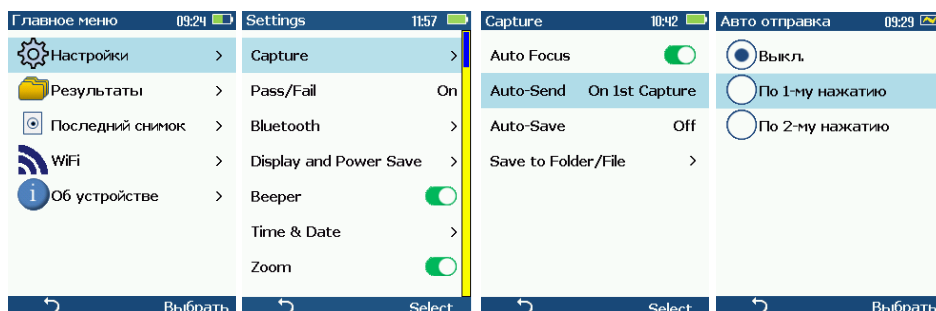 Главное меню 09:24
Настройки
Результаты
Последний снимок
WiFi
Об устройстве
Выбрать
Settings 11:57
Capture
Pass/Fail On
Bluetooth
Display and Power Save
Beeper
Time & Date
Zoom
Select
Capture 10:42
Auto Focus
Auto-Send On 1st Capture
Auto-Save Off
Save to Folder/File
Select
Авто отправка 09:29
Выкл.
По 1-му нажатию
По 2-му нажатию
Выбрать